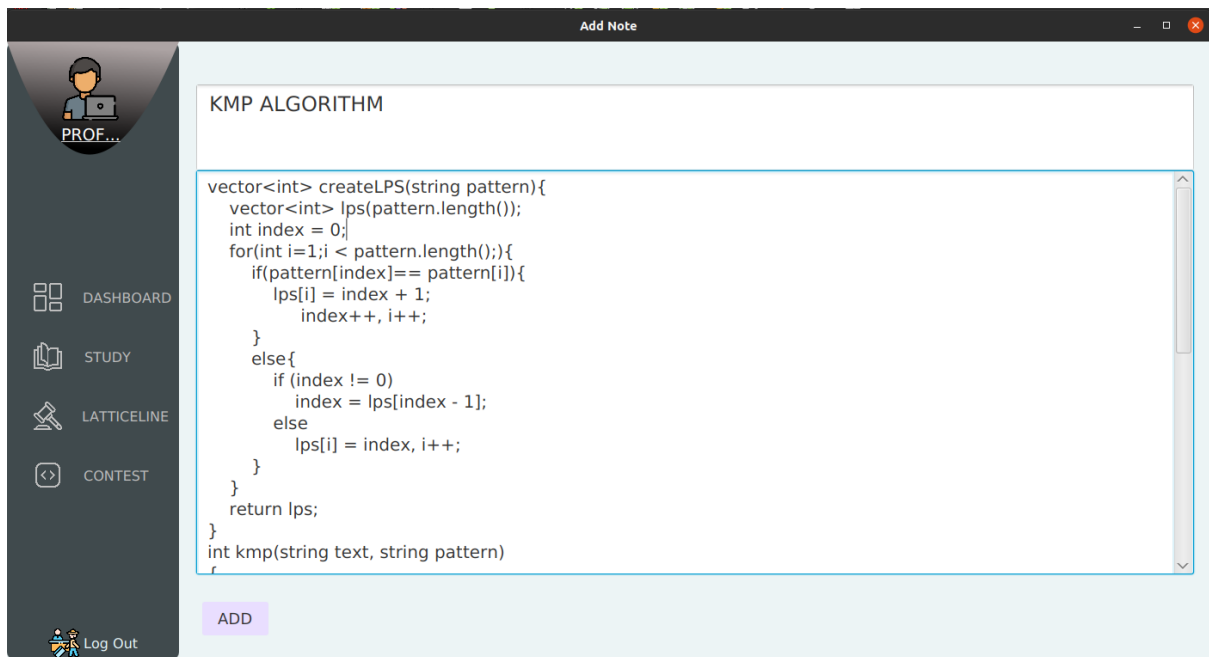 Add Note
PROF...
DASHBOARD
STUDY
LATTICELINE
CONTEST
Log Out
KMP ALGORITHM
vector<int> createLPS(string pattern){
vector<int> lps(pattern.length());
int index = 0;
for(int i=1;i < pattern.length();){
if(pattern[index]== pattern[i]){
lps[i] = index + 1;
index++, i++;
}
else{
if (index != 0)
index = lps[index - 1];
else
lps[i] = index, i++;
}
}
return lps;
}
int kmp(string text, string pattern)
{
ADD